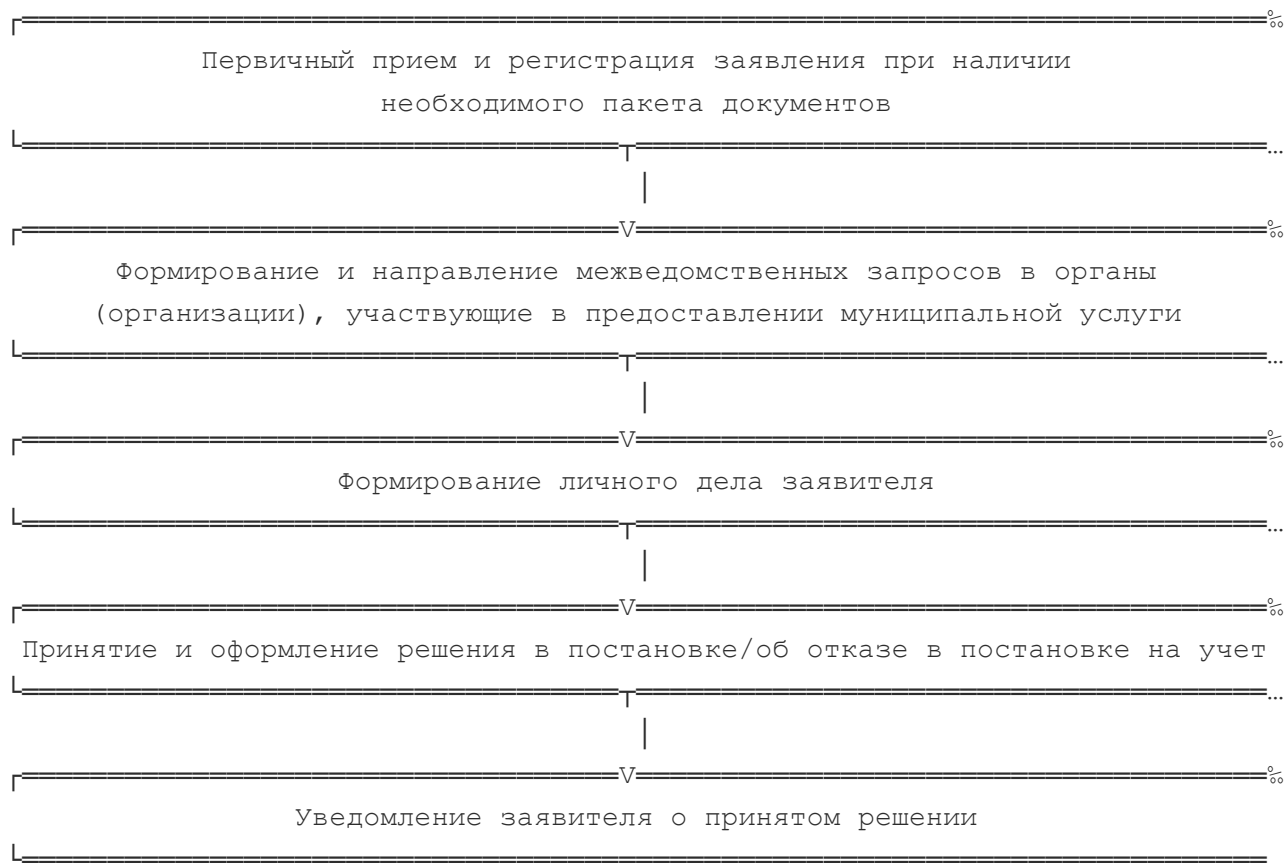 Первичный прием и регистрация заявления при наличии
необходимого пакета документов
Формирование и направление межведомственных запросов в органы
(организации), участвующие в предоставлении муниципальной услуги
Формирование личного дела заявителя
Принятие и оформление решения в постановке/об отказе в постановке на учет
Уведомление заявителя о принятом решении